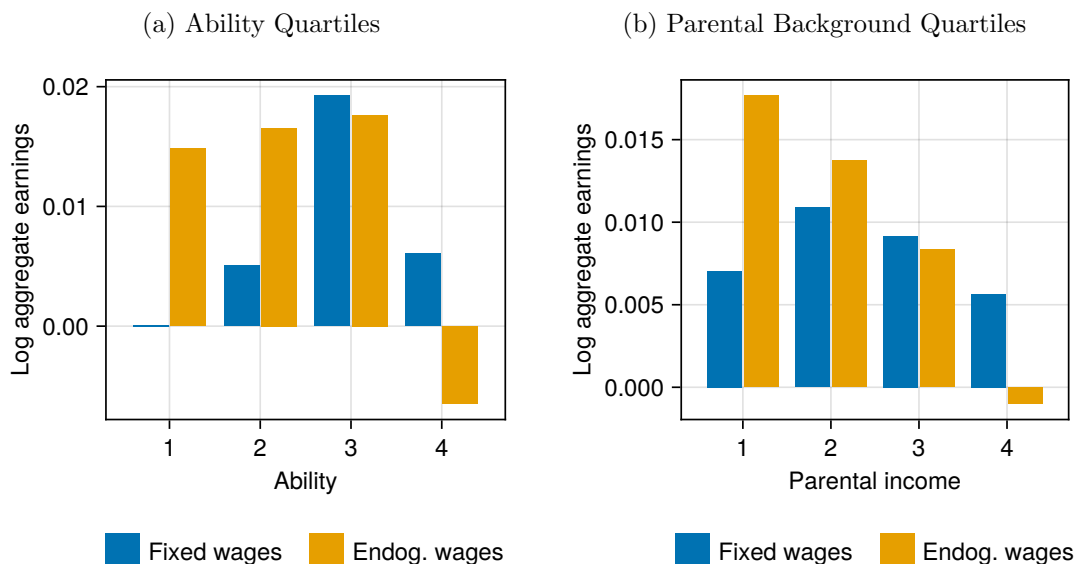 (a) Ability Quartiles
Log aggregate earnings
0.02
0.01
0.00
1 2 3 4
Ability
Fixed wages Endog. wages
(b) Parental Background Quartiles
Log aggregate earnings
0.015
0.010
0.005
0.000
1 2 3 4
Parental income
Fixed wages Endog. wages